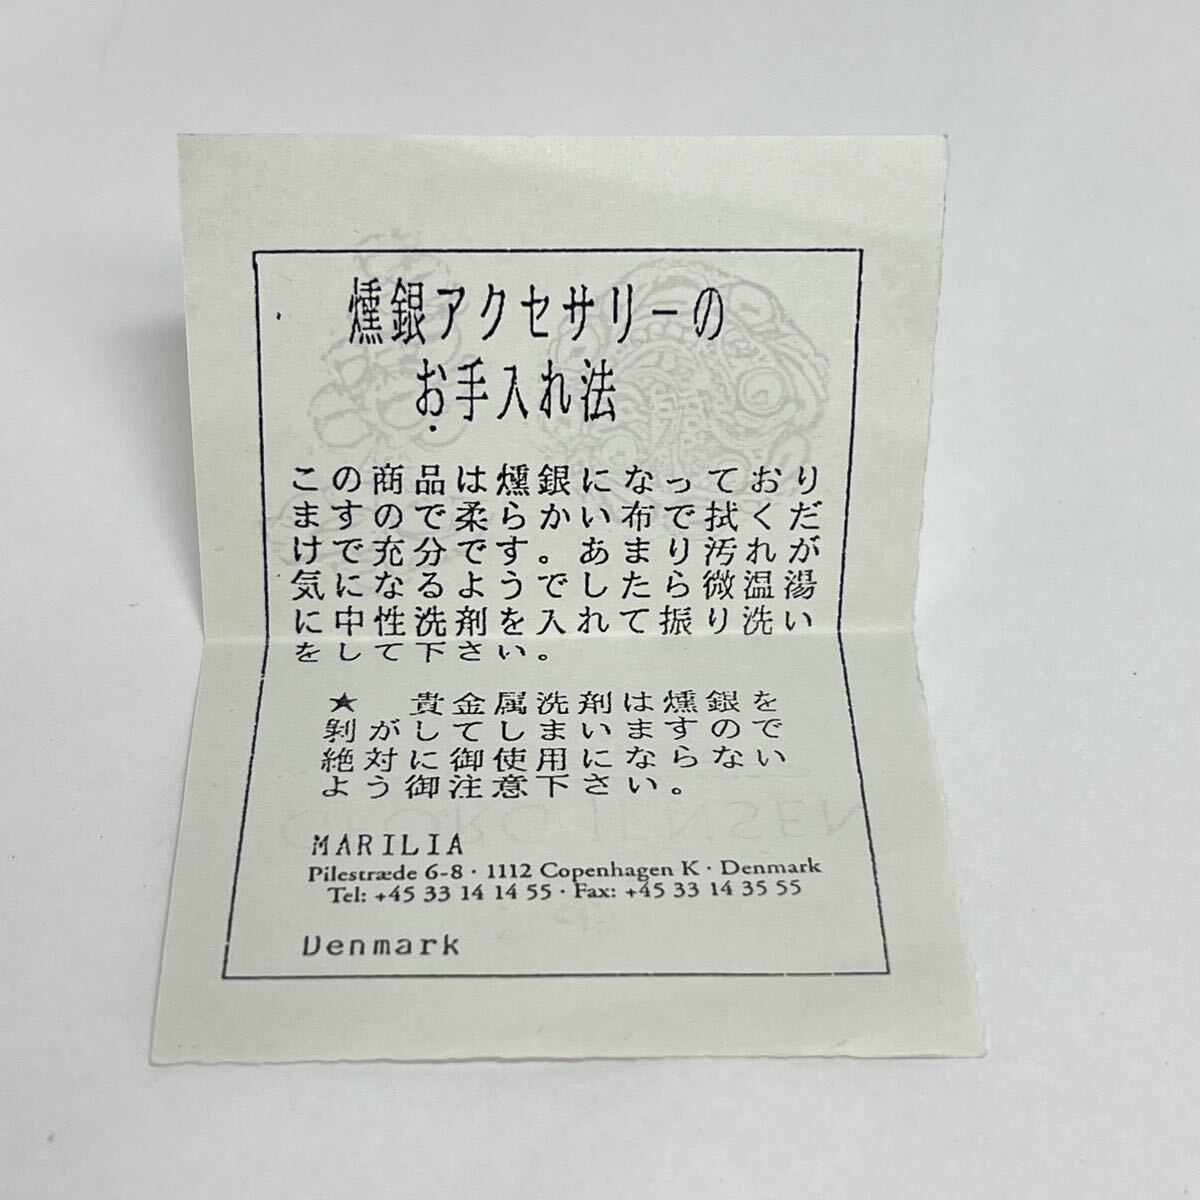 燻銀アクセサリーの
お手入れ法
この商品は燻銀になっており
ますので柔らかい布で拭くだ
けで充分です。あまり汚れが
気になるようでしたら微温湯
に中性洗剤を入れて振り洗い
をして下さい。
★ 貴金属洗剤は燻銀を
剝がしてしまいますので
絶対に御使用にならない
よう御注意下さい。
MARILIA
Pilestræde 6-8 · 1112 Copenhagen K · Denmark
Tel: +45 33 14 14 55 · Fax: +45 33 14 35 55
Denmark
GEORG JENSEN